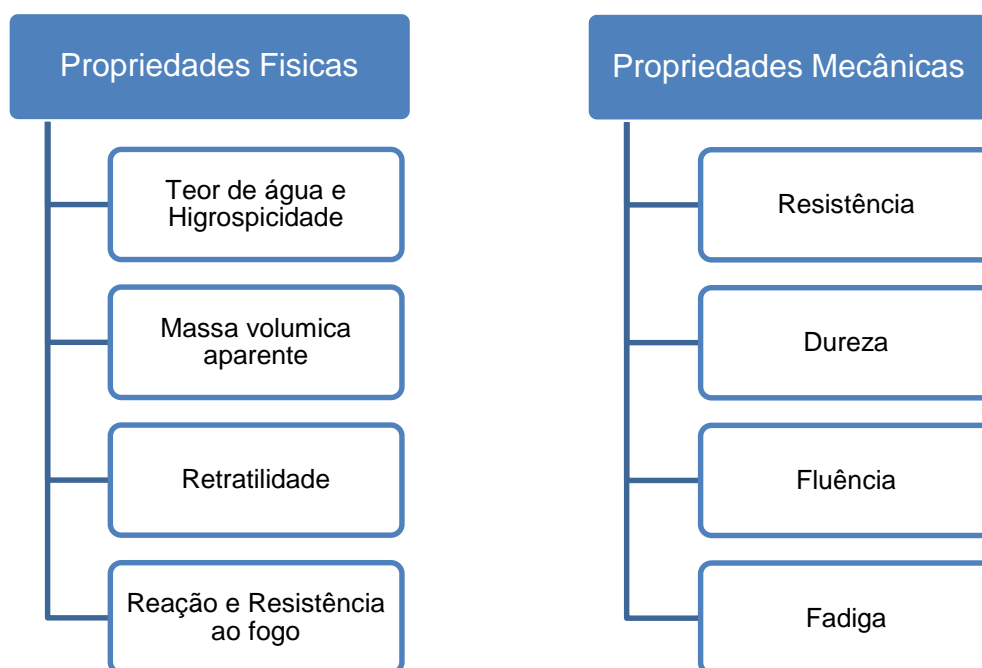 Propriedades Fisicas
Teor de água e
Higrospicidade
Massa volumica
aparente
Retratilidade
Reação e Resistência
ao fogo
Propriedades Mecânicas
Resistência
Dureza
Fluência
Fadiga